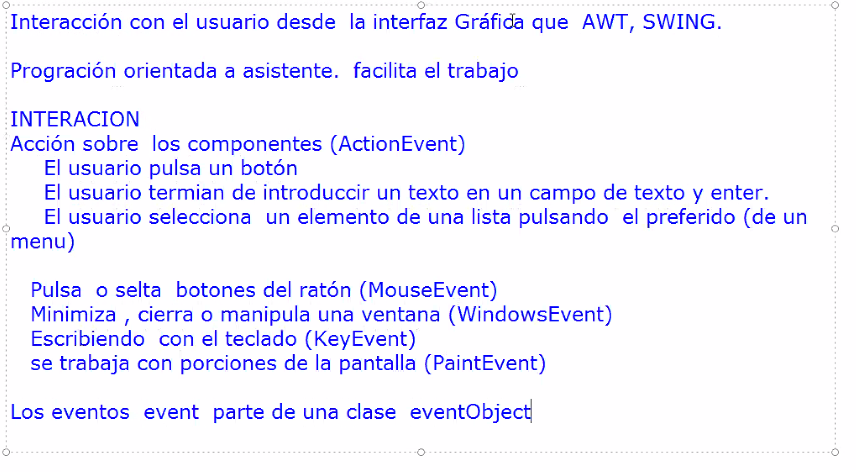 Interacción con el usuario desde  la interfaz Gráfica que  AWT, SWING.
Progración orientada a asistente.  facilita el trabajo
INTERACION
Acción sobre  los componentes (ActionEvent)
El usuario pulsa un botón
El usuario termian de introduccir un texto en un campo de texto y enter.
El usuario selecciona  un elemento de una lista pulsando  el preferido (de un
menu)
Pulsa  o selta  botones del ratón (MouseEvent)
Minimiza , cierra o manipula una ventana (WindowsEvent)
Escribiendo  con el teclado (KeyEvent)
se trabaja con porciones de la pantalla (PaintEvent)
Los eventos  event  parte de una clase  eventObject